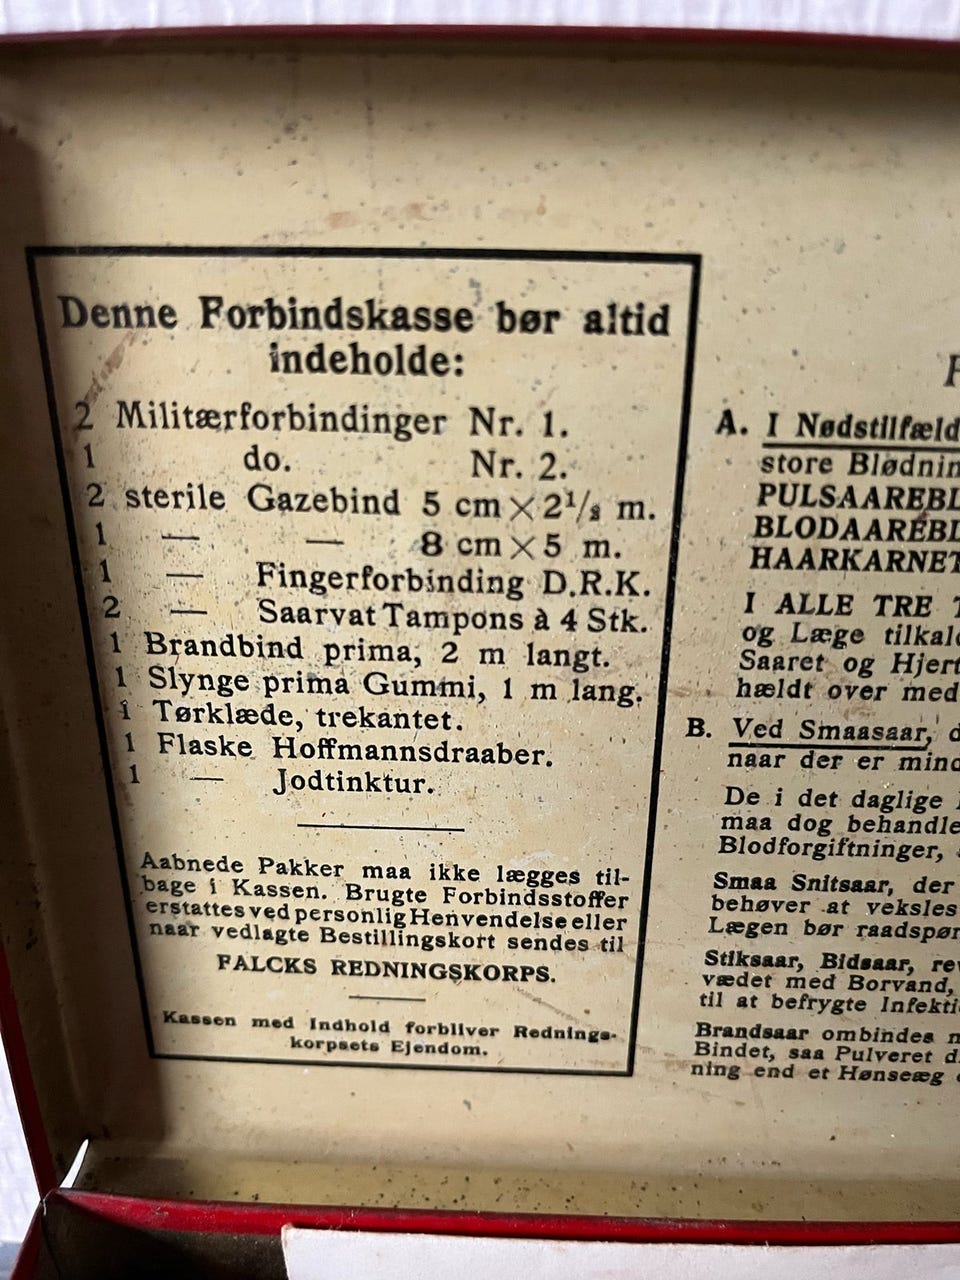 Denne Forbindskasse bør altid
indeholde:
2 Militærforbindinger Nr. 1.
1 do. Nr. 2.
2 sterile Gazebind 5 cm × 2¹/₂ m.
1 — — 8 cm × 5 m.
1 — Fingerforbinding D.R.K.
2 — Saarvat Tampons à 4 Stk.
1 Brandbind prima, 2 m langt.
1 Slynge prima Gummi, 1 m lang.
1 Tørklæde, trekantet.
1 Flaske Hoffmannsdraaber.
1 — Jodtinktur.
Aabnede Pakker maa ikke lægges til-
bage i Kassen. Brugte Forbindsstoffer
erstattes ved personlig Henvendelse eller
naar vedlagte Bestillingskort sendes til
FALCKS REDNINGSKORPS.
Kassen med Indhold forbliver Rednings-
korpsets Ejendom.
A. I Nødstilfæld
store Blødnin
PULSAAREBL
BLODAAREBL
HAARKARNET
I ALLE TRE T
og Læge tilkald
Saaret og Hjert
hældt over med
B. Ved Smaasaar, d
naar der er mind
De i det daglige
maa dog behandle
Blodforgiftninger,
Smaa Snitsaar, der
behøver at veksles
Lægen bør raadspør
Stiksaar, Bidsaar, rev
vædet med Borvand,
til at befrygte Infekti
Brandsaar ombindes m
Bindet, saa Pulveret d
ning end et Hønseæg